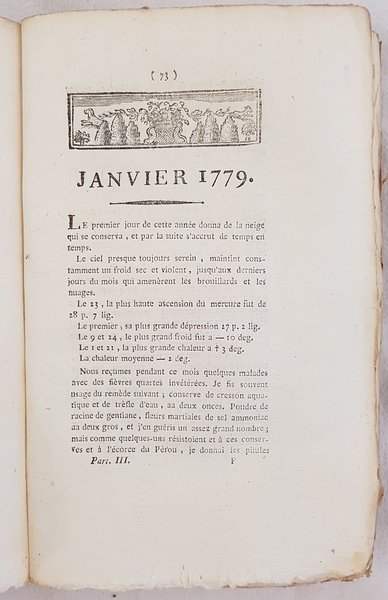 ( 73 )
JANVIER 1779.
LE premier jour de cette année donna de la neige
qui se conserva , et par la suite s'accrut de temps en
temps.
Le ciel presque toujours serein , maintint cons-
tamment un froid sec et violent , jusqu'aux derniers
jours du mois qui amenèrent les brouillards et les
nuages.
Le 23 , la plus haute ascension du mercure fut de
28 p. 7 lig.
Le premier , sa plus grande dépression 27 p. 2 lig.
Le 9 et 24 , le plus grand froid fut a — 10 deg.
Le 1 et 21 , la plus grande chaleur a † 3 deg.
La chaleur moyenne — 2 deg.
Nous reçumes pendant ce mois quelques malades
avec des fièvres quartes invétérées. Je fis souvent
usage du remède suivant ; conserve de cresson aqua-
tique et de trèfle d'eau , aa deux onces. Poudre de
racine de gentiane , fleurs martiales de sel ammoniac
aa deux gros , et j'en guéris un assez grand nombre ;
mais comme quelques-uns résistoient et à ces conser-
ves et à l'écorce du Pérou , je donnai les pilules
Part. III. F